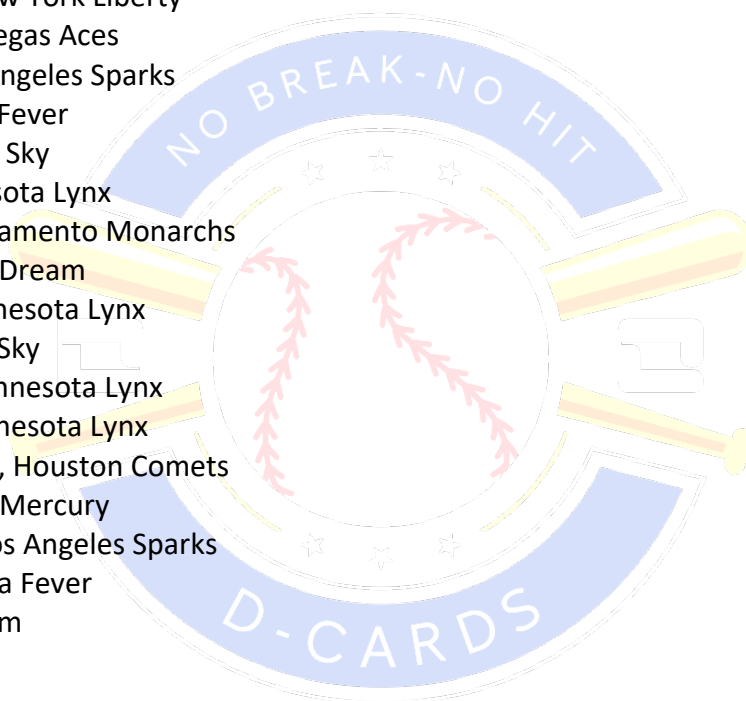 York Liberty
egas Aces
ngeles Sparks
Fever
Sky
sota Lynx
amento Monarchs
Dream
nesota Lynx
Sky
nnesota Lynx
nesota Lynx
, Houston Comets
Mercury
os Angeles Sparks
a Fever
m
NO BREAK-NO HIT
D-CARDS